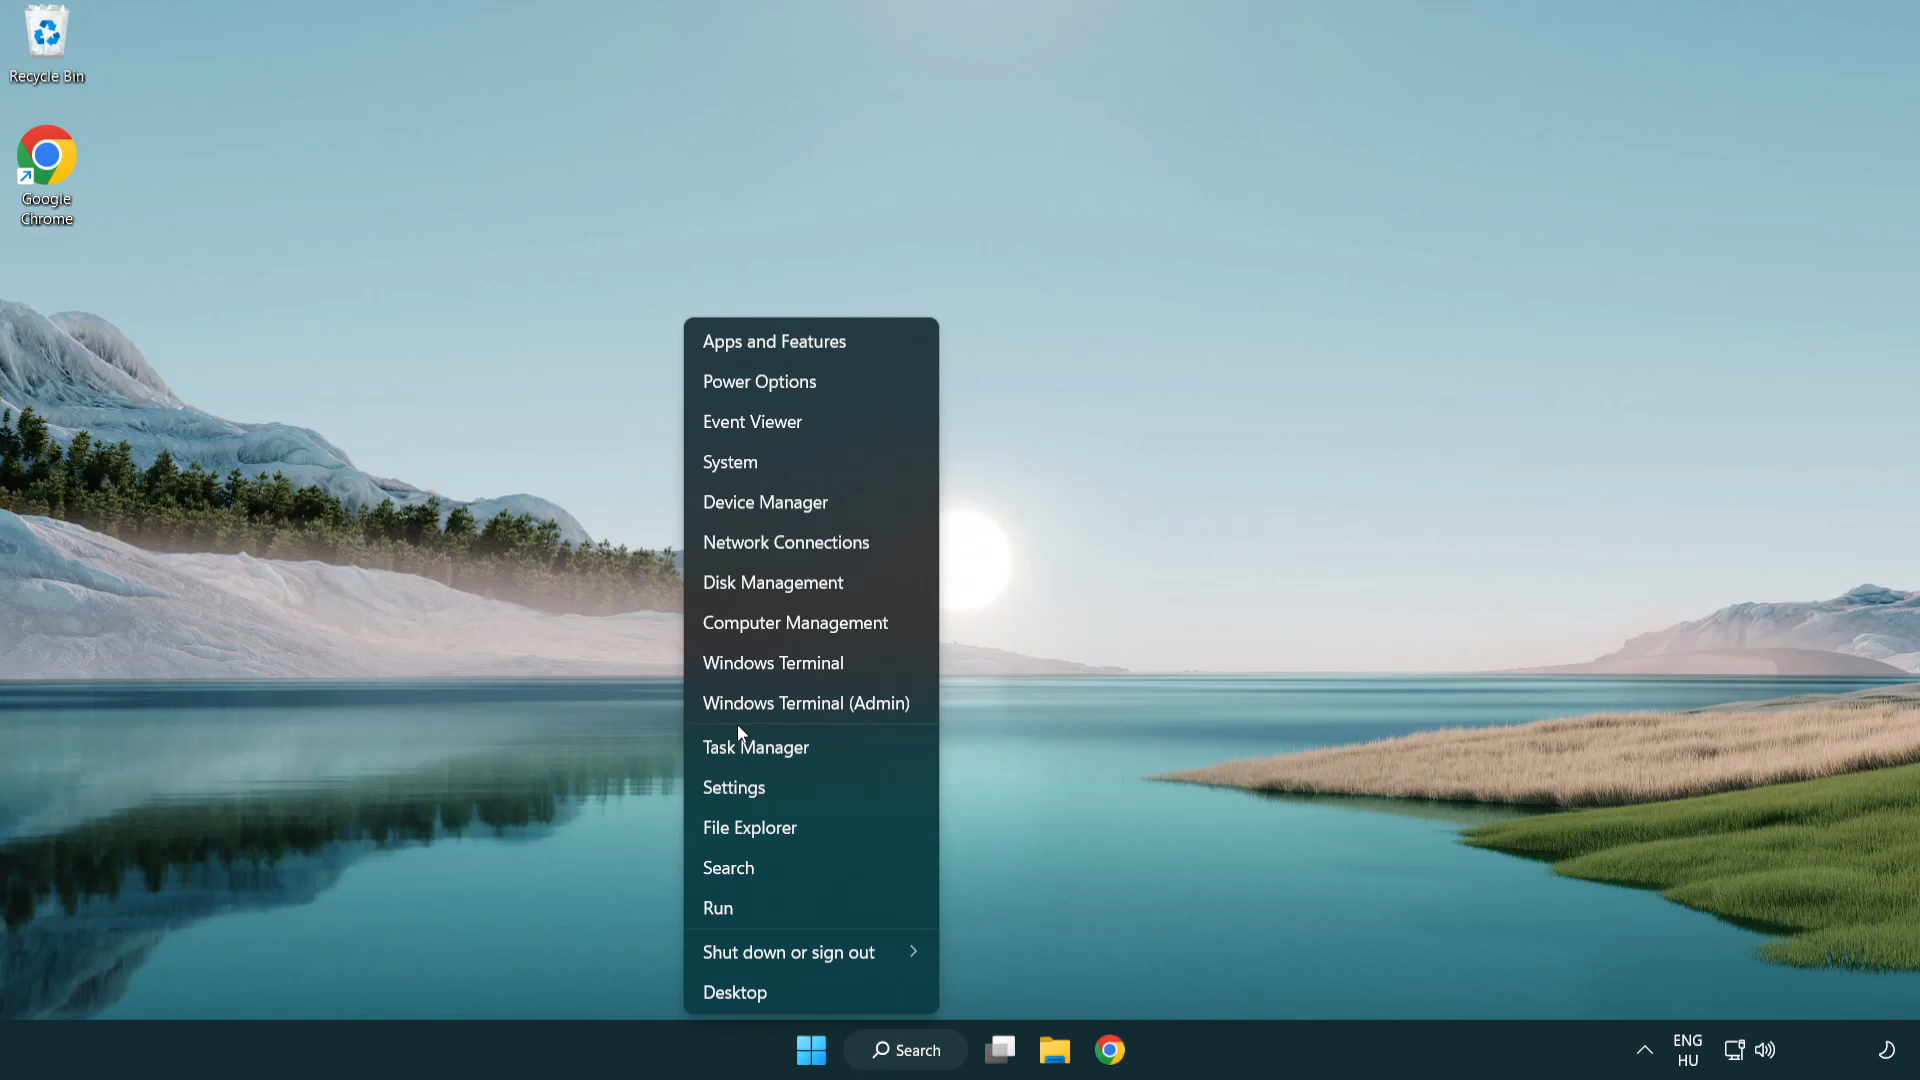 Recycle Bin
Google
Chrome
Apps and Features
Power Options
Event Viewer
System
Device Manager
Network Connections
Disk Management
Computer Management
Windows Terminal
Windows Terminal (Admin)
Task Manager
Settings
File Explorer
Search
Run
Shut down or sign out
Desktop
Search
ENG
HU